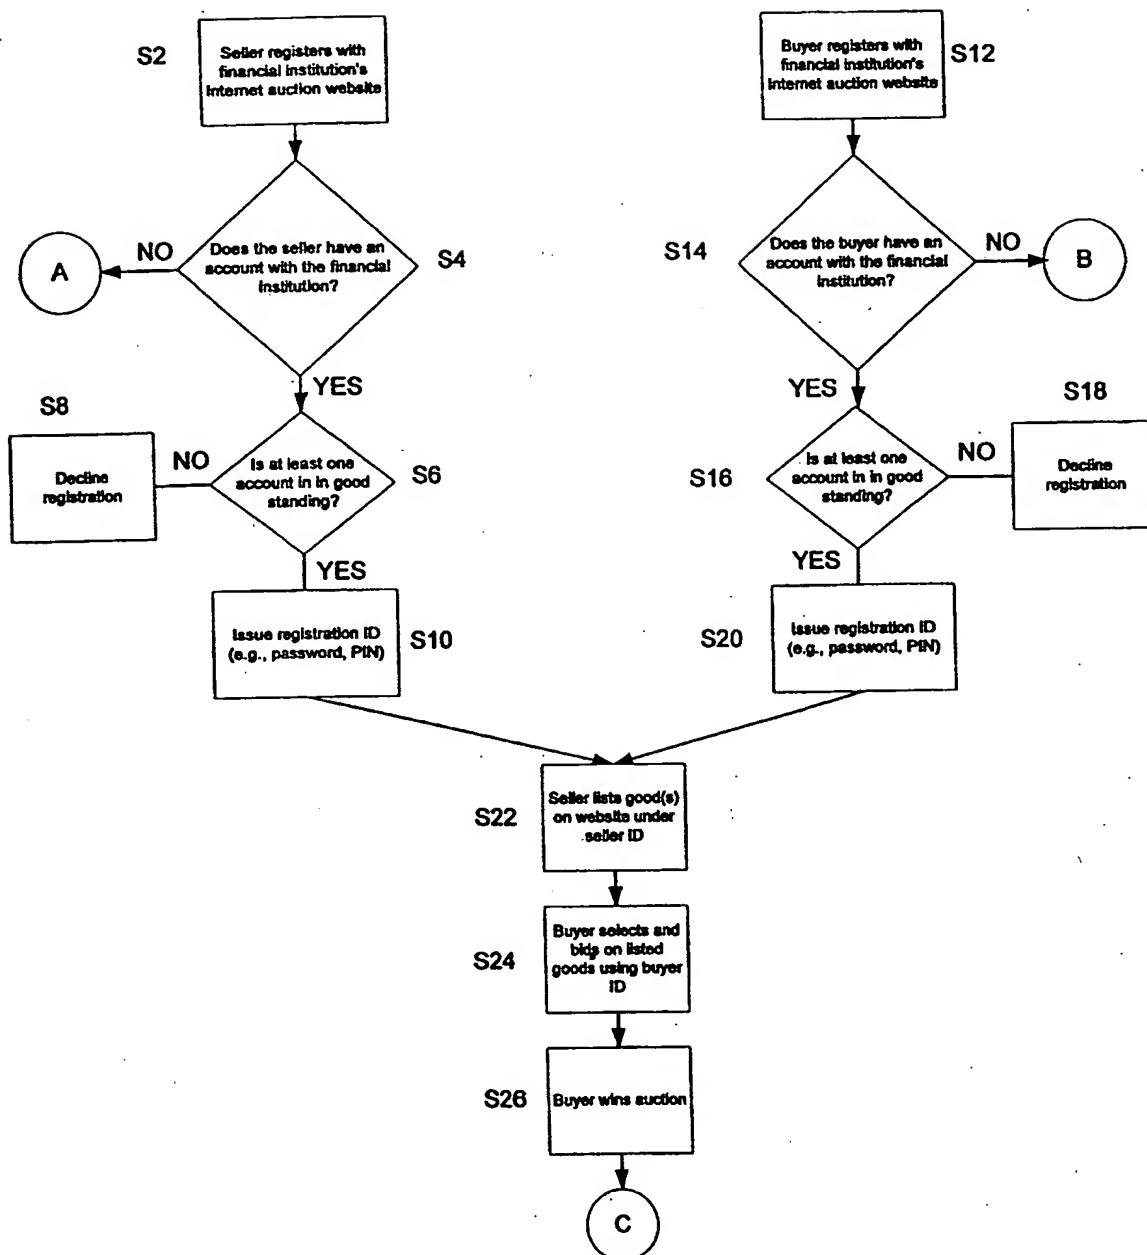 S2
Seller registers with
financial institution's
Internet auction website
Buyer registers with
financial institution's
Internet auction website
S12
A
NO
Does the seller have an
account with the financial
institution?
S4
S14
Does the buyer have an
account with the financial
institution?
NO
B
YES
YES
S8
Decline
registration
NO
Is at least one
account in in good
standing?
S6
S16
Is at least one
account in in good
standing?
NO
S18
Decline
registration
YES
YES
Issue registration ID
(e.g., password, PIN)
S10
S20
Issue registration ID
(e.g., password, PIN)
S22
Seller lists good(s)
on website under
seller ID
S24
Buyer selects and
bids on listed
goods using buyer
ID
S26
Buyer wins auction
C